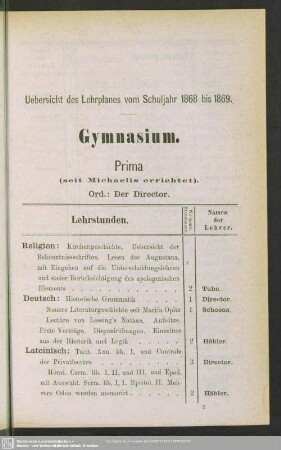 Uebersicht des Lehrplanes vom Schuljahr 1868 bis 1869.
Gymnasium.
Prima
(seit Michaelis errichtet).
Ord.: Der Director.
Lehrstunden.
Namen
der
Lehrer.
Religion: Kirchengeschichte, Uebersicht der
Bekenntnisschriften. Lesen der Augustana,
mit Eingehen auf die Unterscheidungslehren
und steter Berücksichtigung des apologetischen
Elements 2
Deutsch: Historische Grammatik 1 Director.
Neuere Literaturgeschichte seit Martin Opitz 1
Lectüre von Lessing's Nathan. Aufsätze.
Freie Vorträge. Disponirübungen. Einzelnes
aus der Rhetorik und Logik 2 Häbler.
Lateinisch: Tacit. Ann. lib. I, und Controle
der Privatlectüre 3 Director.
Horat. Carm. lib. I, II, und III, und Epod.
mit Auswahl. Serm. lib. I, 1. Epistol. II. Meh-
rere Oden wurden memorirt 2 Häbler.
2